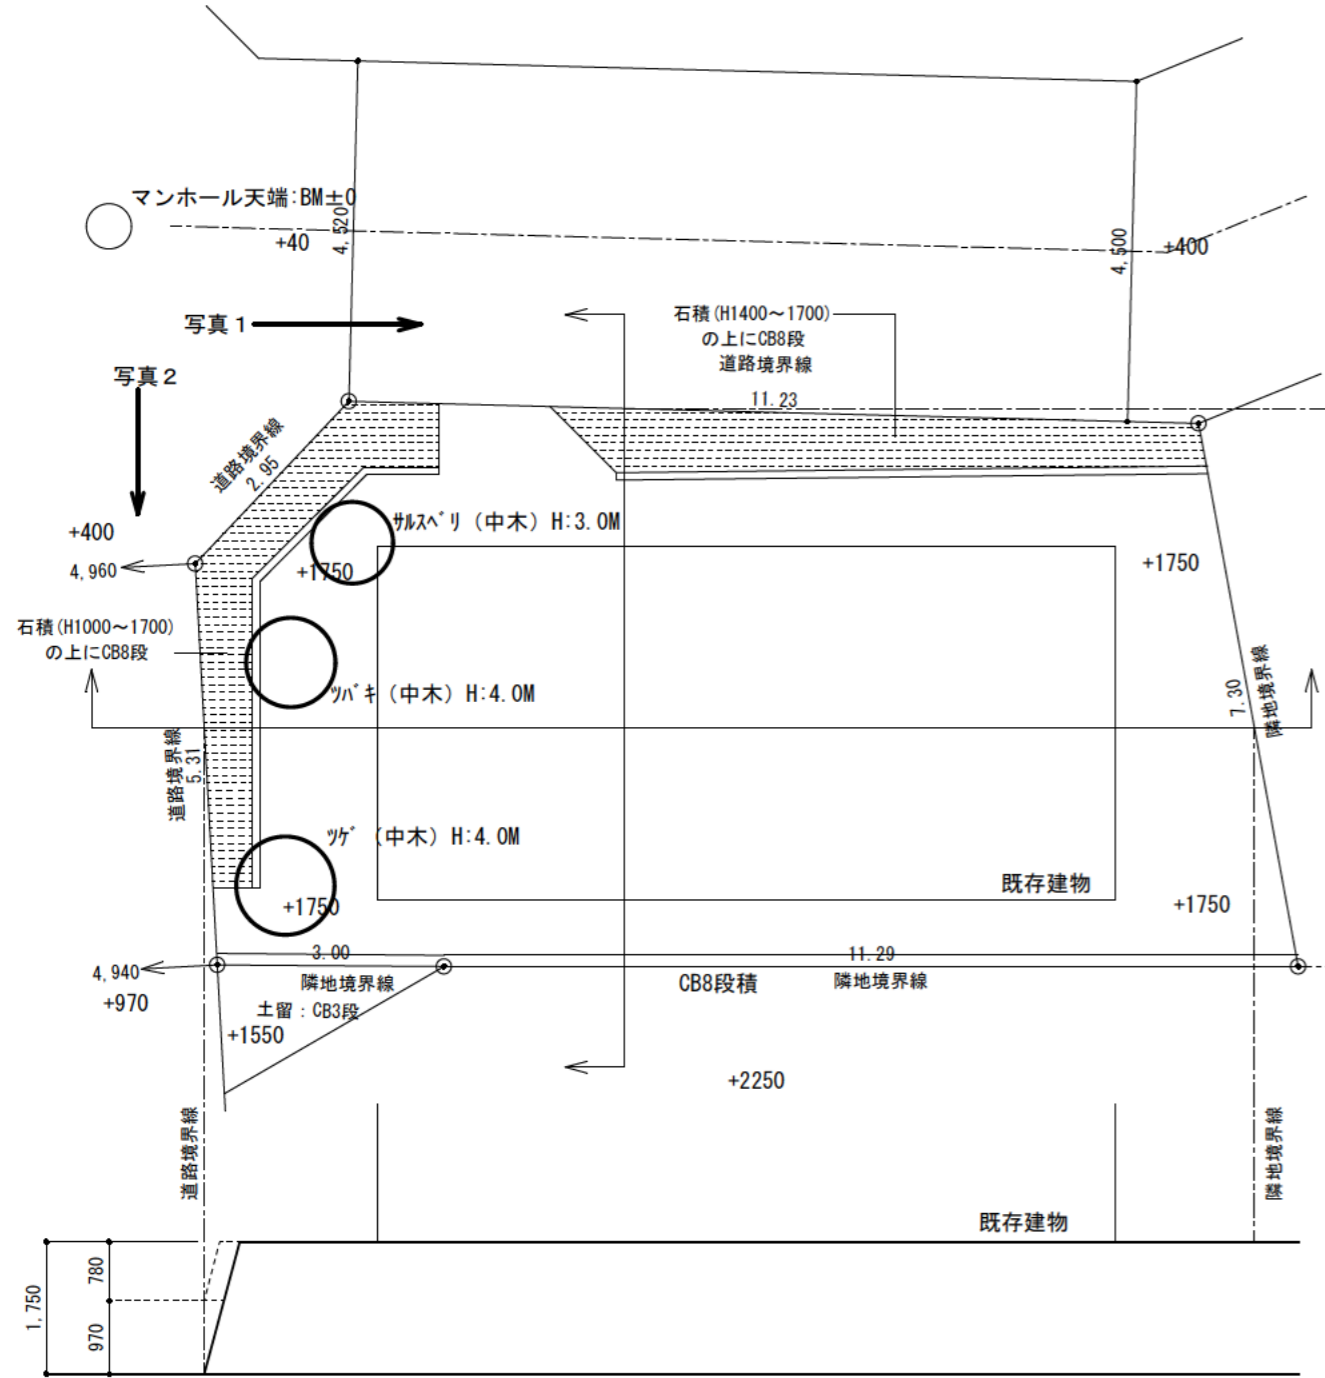 マンホール天端:BM±0
+40
4,520
4,500
+400
写真1
石積(H1400～1700)
の上にCB8段
道路境界線
11.23
写真2
道路境界線
2.95
+400
4,960
ｻﾙｽﾍﾞﾘ（中木）H:3.0M
+1750
+1750
石積(H1000～1700)
の上にCB8段
ﾂﾊﾞｷ（中木）H:4.0M
7.30
隣地境界線
道路境界線
5.31
ﾂｹﾞ（中木）H:4.0M
既存建物
+1750
+1750
3.00
11.29
4,940
+970
隣地境界線
CB8段積
隣地境界線
土留：CB3段
+1550
+2250
道路境界線
隣地境界線
既存建物
1,750
780
970